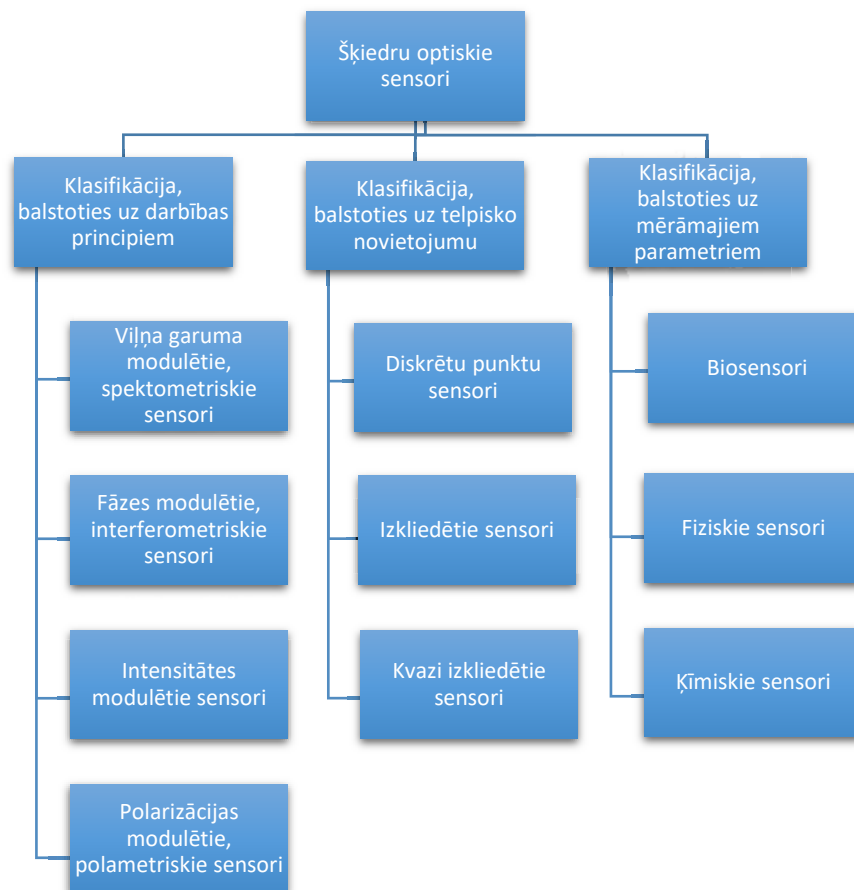 Šķiedru optiskie
sensori
Klasifikācija,
balstoties uz darbības
principiem
Viļņa garuma
modulētie,
spektometriskie
sensori
Fāzes modulētie,
interferometriskie
sensori
Intensitātes
modulētie sensori
Polarizācijas
modulētie,
polametriskie sensori
Klasifikācija,
balstoties uz telpisko
novietojumu
Diskrētu punktu
sensori
Izkliedētie sensori
Kvazi izkliedētie
sensori
Klasifikācija,
balstoties uz
mērāmajiem
parametriem
Biosensori
Fiziskie sensori
Ķīmiskie sensori